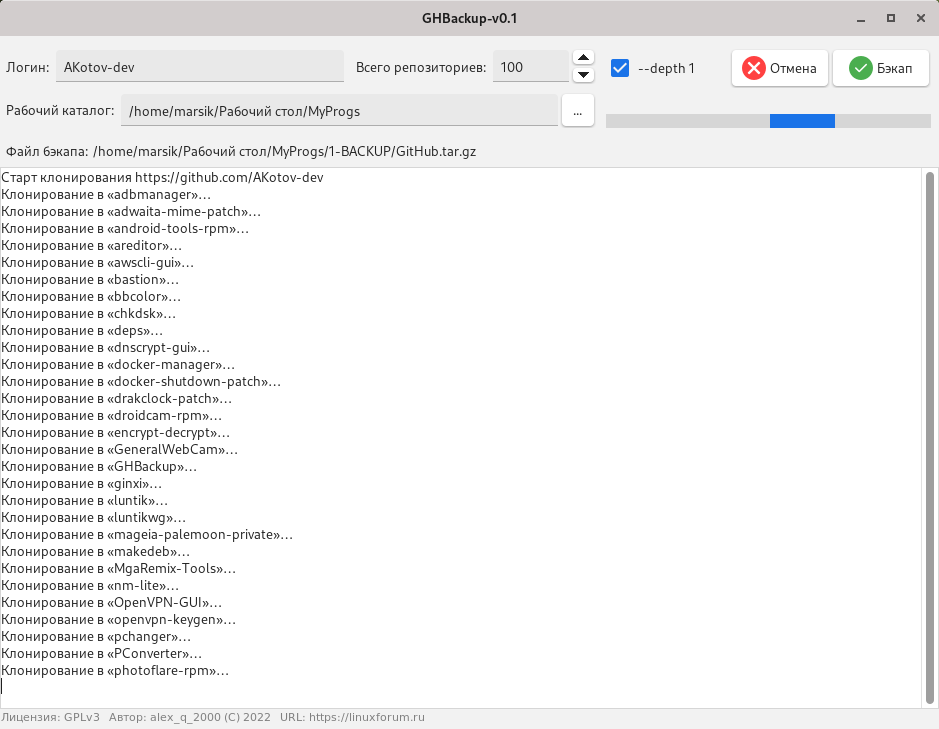 GHBackup-v0.1
Логин: AKotov-dev Всего репозиториев: 100 --depth 1 Отмена Бэкап
Рабочий каталог: /home/marsik/Рабочий стол/MyProgs ...
Файл бэкапа: /home/marsik/Рабочий стол/MyProgs/1-BACKUP/GitHub.tar.gz
Старт клонирования https://github.com/AKotov-dev
Клонирование в «adbmanager»…
Клонирование в «adwaita-mime-patch»…
Клонирование в «android-tools-rpm»…
Клонирование в «areditor»…
Клонирование в «awscli-gui»…
Клонирование в «bastion»…
Клонирование в «bbcolor»…
Клонирование в «chkdsk»…
Клонирование в «deps»…
Клонирование в «dnscrypt-gui»…
Клонирование в «docker-manager»…
Клонирование в «docker-shutdown-patch»…
Клонирование в «drakclock-patch»…
Клонирование в «droidcam-rpm»…
Клонирование в «encrypt-decrypt»…
Клонирование в «GeneralWebCam»…
Клонирование в «GHBackup»…
Клонирование в «ginxi»…
Клонирование в «luntik»…
Клонирование в «luntikwg»…
Клонирование в «mageia-palemoon-private»…
Клонирование в «makedeb»…
Клонирование в «MgaRemix-Tools»…
Клонирование в «nm-lite»…
Клонирование в «OpenVPN-GUI»…
Клонирование в «openvpn-keygen»…
Клонирование в «pchanger»…
Клонирование в «PConverter»…
Клонирование в «photoflare-rpm»…
Лицензия: GPLv3 Автор: alex_q_2000 (C) 2022 URL: https://linuxforum.ru